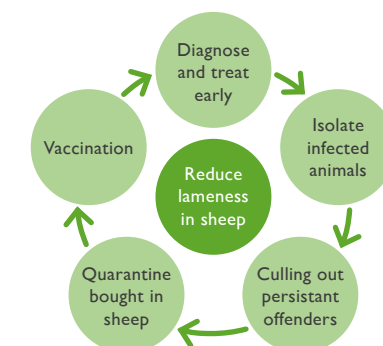 Diagnose
and treat
early
Isolate
infected
animals
Culling out
persistant
offenders
Quarantine
bought in
sheep
Vaccination
Reduce
lameness
in sheep